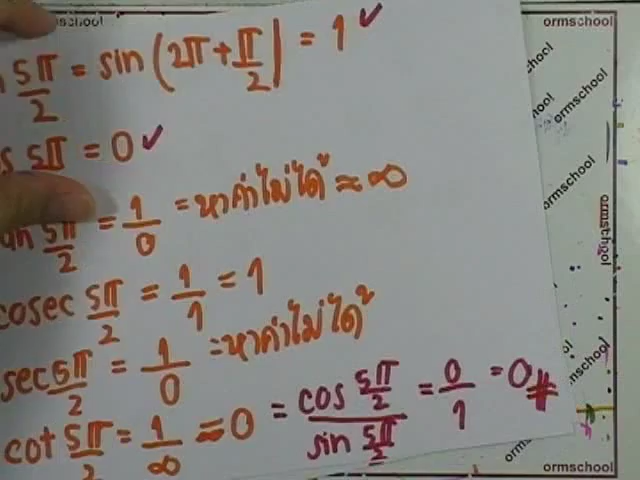 ormschool
ormschool
n 5π/2 = sin (2π + π/2) = 1 ✓
os 5π = 0 ✓
an 5π/2 = 1/0 = หาค่าไม่ได้ ≈ ∞
cosec 5π/2 = 1/1 = 1
sec 5π/2 = 1/0 = หาค่าไม่ได้
cot 5π/2 = 1/∞ ≈ 0 = cos 5π/2 / sin 5π/2 = 0/1 = 0 #
ormschool
ormschool
ormschool
ormschool
ormschool